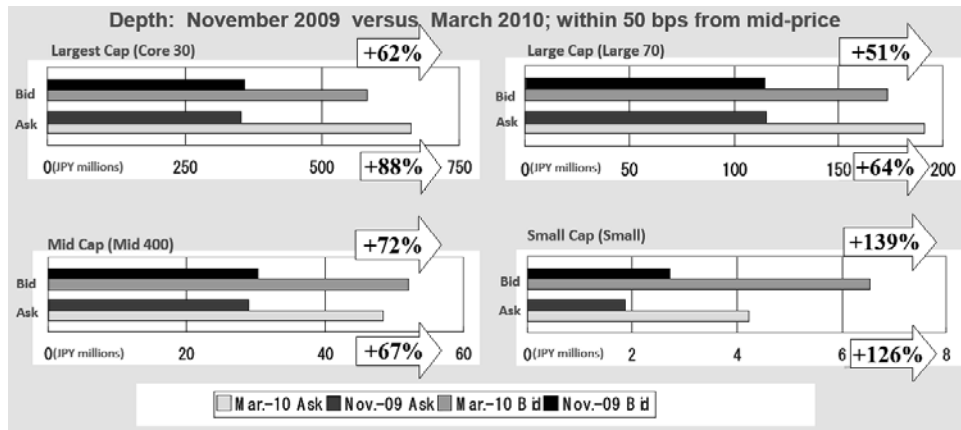 Depth: November 2009 versus March 2010; within 50 bps from mid-price
Largest Cap (Core 30)
+62%
Bid
Ask
0(JPY millions) 250 500 +88% 750
Large Cap (Large 70)
+51%
Bid
Ask
0(JPY millions) 50 100 150 +64% 200
Mid Cap (Mid 400)
+72%
Bid
Ask
0(JPY millions) 20 40 +67% 60
Small Cap (Small)
+139%
Bid
Ask
0(JPY millions) 2 4 6 +126% 8
Mar.-10 Ask Nov.-09 Ask Mar.-10 Bid Nov.-09 Bid